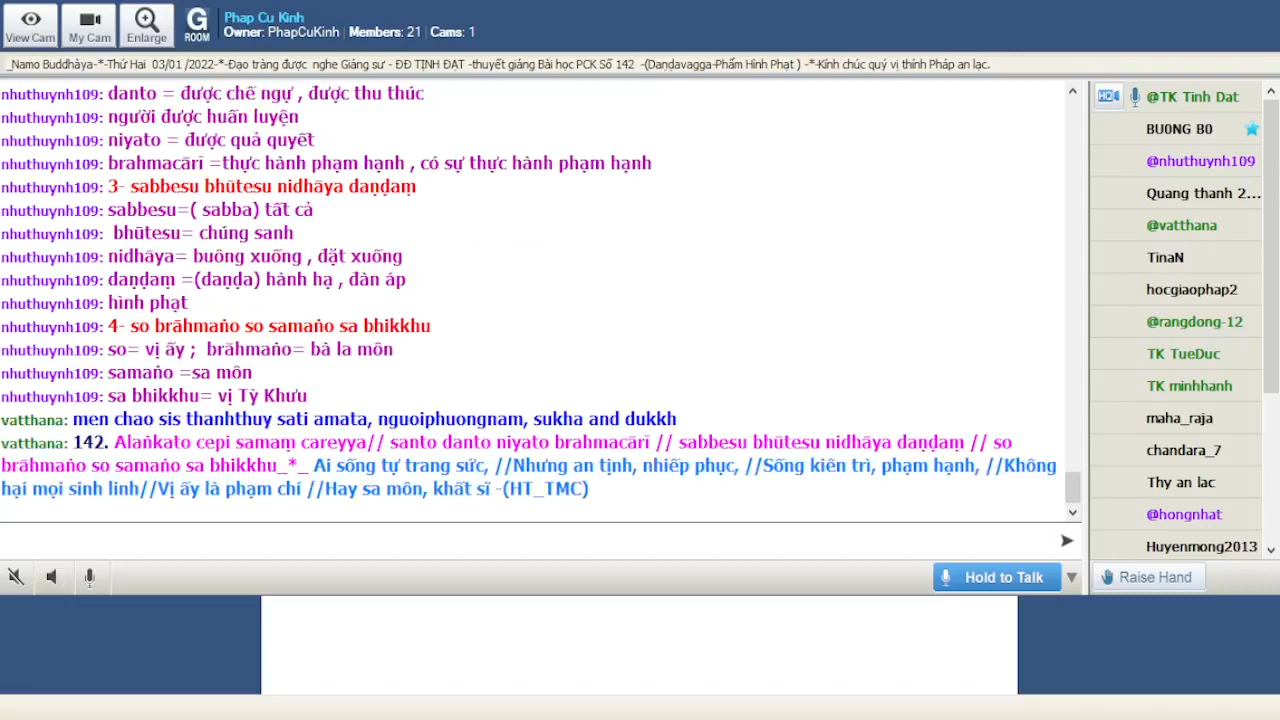 View Cam
My Cam
Enlarge
G
ROOM
Phap Cu Kinh
Owner: PhapCuKinh | Members: 21 | Cams: 1
_Namo Buddhàya-*-Thứ Hai 03/01 /2022-*-Đạo tràng được nghe Giảng sư - ĐĐ TỊNH ĐẠT -thuyết giảng Bài học PCK Số 142 -(Daṇḍavagga-Phẩm Hình Phạt ) -*-Kính chúc quý vị thính Pháp an lạc.
nhuthuynh109: danto = được chế ngự , được thu thúc
nhuthuynh109: người được huấn luyện
nhuthuynh109: niyato = được quả quyết
nhuthuynh109: brahmacārī =thực hành phạm hạnh , có sự thực hành phạm hạnh
nhuthuynh109: 3- sabbesu bhūtesu nidhāya daṇḍaṃ
nhuthuynh109: sabbesu=( sabba) tất cả
nhuthuynh109: bhūtesu= chúng sanh
nhuthuynh109: nidhāya= buông xuống , đặt xuống
nhuthuynh109: daṇḍaṃ =(daṇḍa) hành hạ , đàn áp
nhuthuynh109: hình phạt
nhuthuynh109: 4- so brāhmaṅo so samaṅo sa bhikkhu
nhuthuynh109: so= vị ấy ; brāhmaṅo= bà la môn
nhuthuynh109: samaṅo =sa môn
nhuthuynh109: sa bhikkhu= vị Tỳ Khưu
vatthana: men chao sis thanhthuy sati amata, nguoiphuongnam, sukha and dukkh
vatthana: 142. Alaṅkato cepi samaṃ careyya// santo danto niyato brahmacārī // sabbesu bhūtesu nidhāya daṇḍaṃ // so
brāhmaṅo so samaṅo sa bhikkhu_*_ Ai sống tự trang sức, //Nhưng an tịnh, nhiếp phục, //Sống kiên trì, phạm hạnh, //Không
hại mọi sinh linh//Vị ấy là phạm chí //Hay sa môn, khất sĩ -(HT_TMC)
HD
@TK Tinh Dat
BU0NG B0
@nhuthuynh109
Quang thanh 2...
@vatthana
TinaN
hocgiaophap2
@rangdong-12
TK TueDuc
TK minhhanh
maha_raja
chandara_7
Thy an lac
@hongnhat
Huyenmong2013
Hold to Talk
Raise Hand